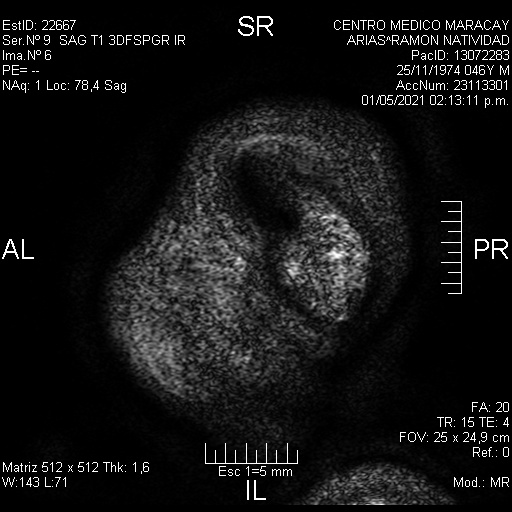 EstID: 22667
Ser.Nº 9 SAG T1 3DFSPGR IR
Ima.Nº 6
PE= --
NAq: 1 Loc: 78,4 Sag
SR
CENTRO MEDICO MARACAY
ARIAS^RAMON NATIVIDAD
PacID: 13072283
25/11/1974 046Y M
AccNum: 23113301
01/05/2021 02:13:11 p.m.
AL
PR
FA: 20
TR: 15 TE: 4
FOV: 25 x 24,9 cm
Ref.: 0
Matriz 512 x 512 Thk: 1,6
W:143 L:71
Esc 1=5 mm
IL
Mod.: MR